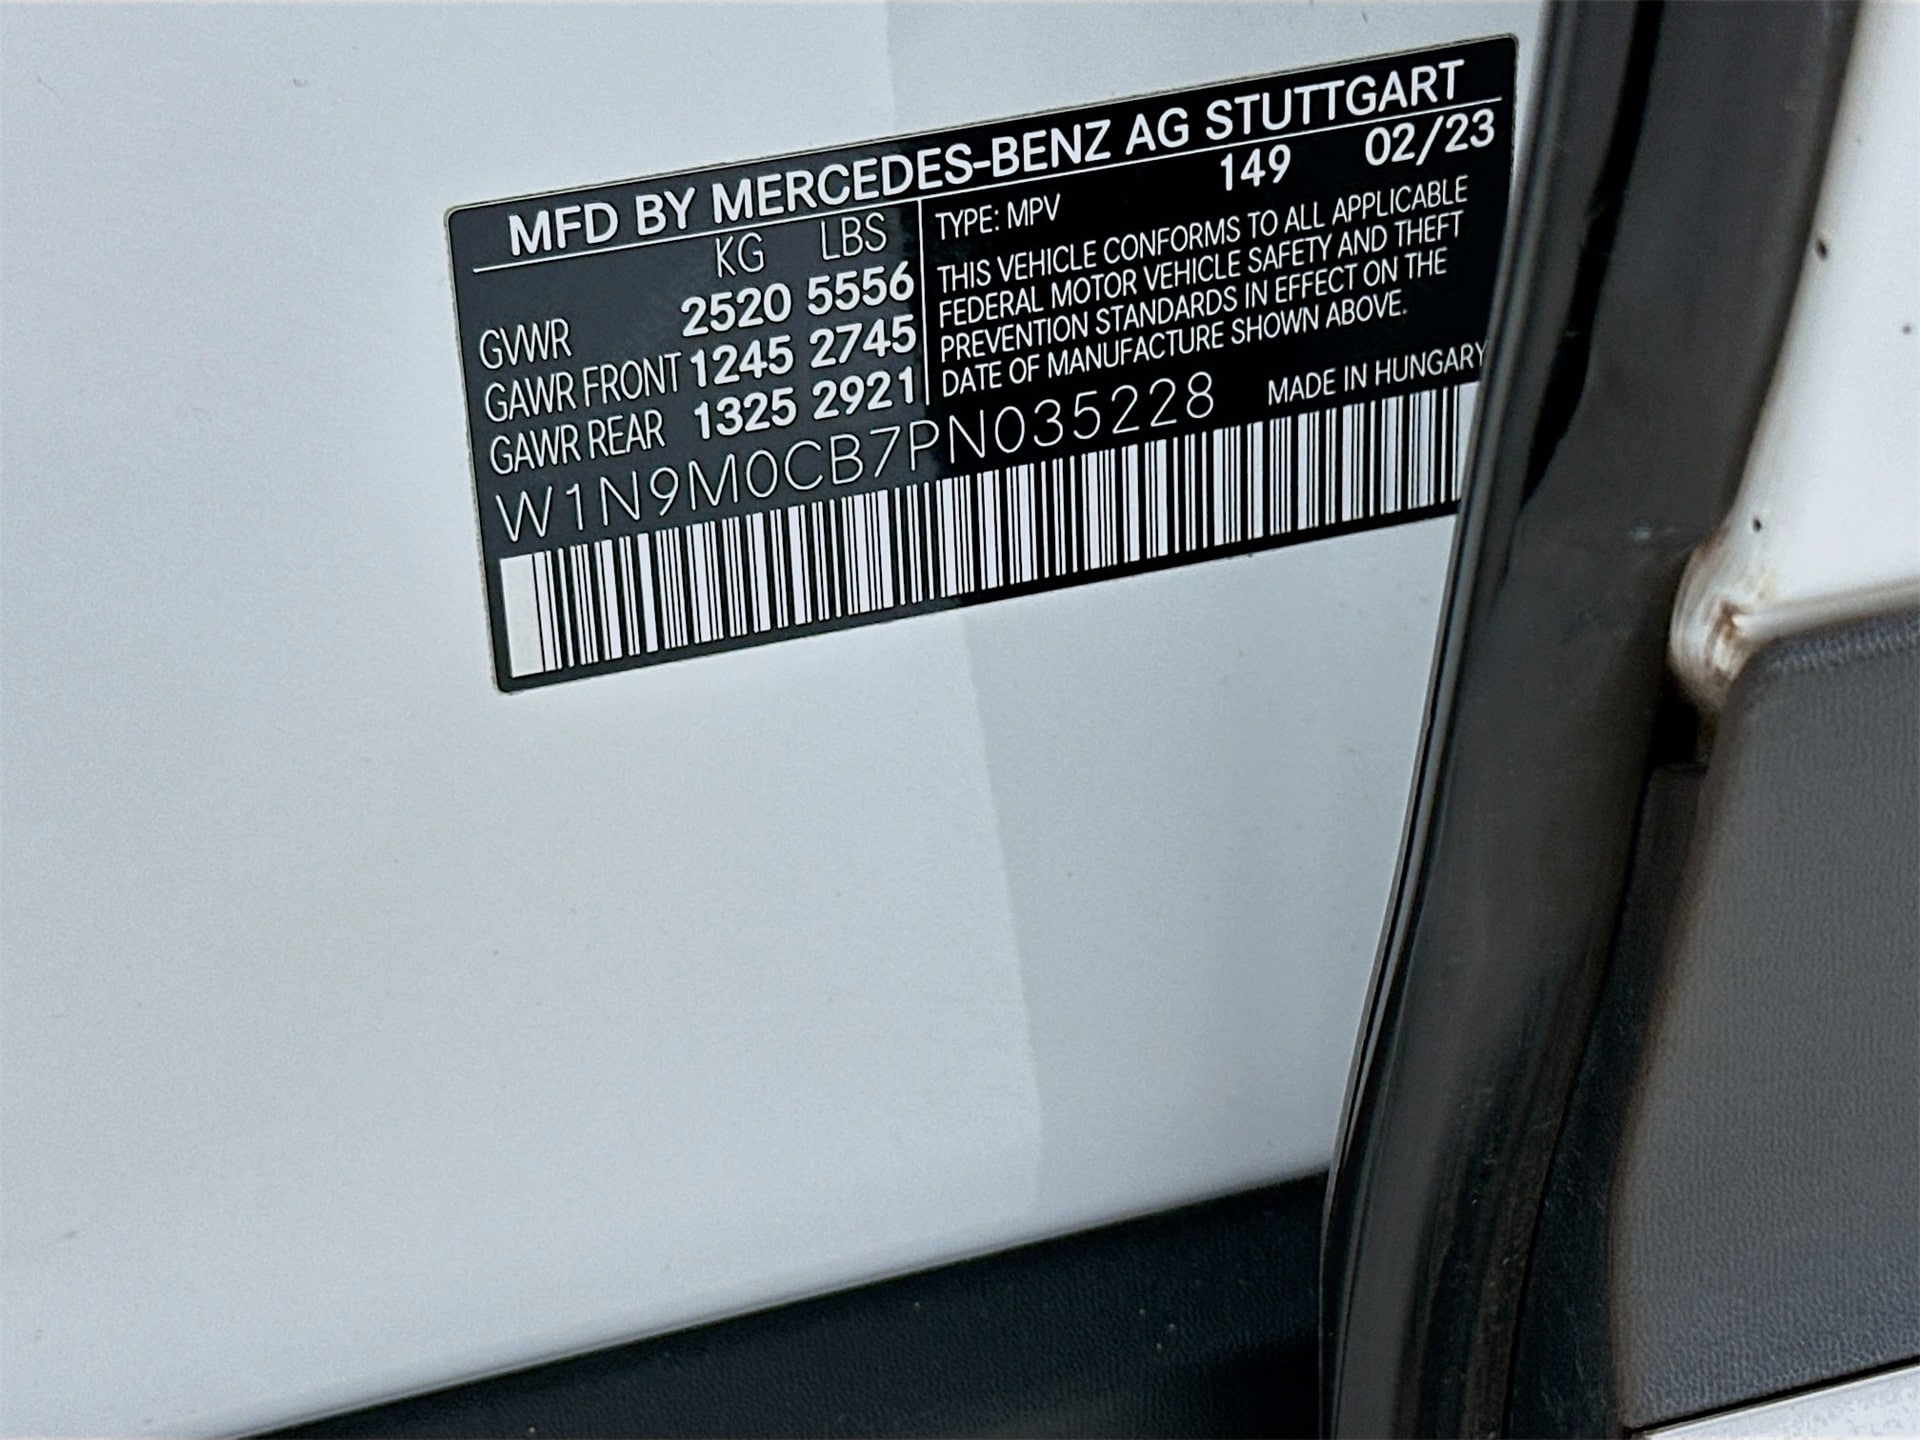 MFD BY MERCEDES-BENZ AG STUTTGART
KG LBS
GVWR 2520 5556
GAWR FRONT 1245 2745
GAWR REAR 1325 2921
149 02/23
TYPE: MPV
THIS VEHICLE CONFORMS TO ALL APPLICABLE
FEDERAL MOTOR VEHICLE SAFETY AND THEFT
PREVENTION STANDARDS IN EFFECT ON THE
DATE OF MANUFACTURE SHOWN ABOVE.
W1N9M0CB7PN035228
MADE IN HUNGARY